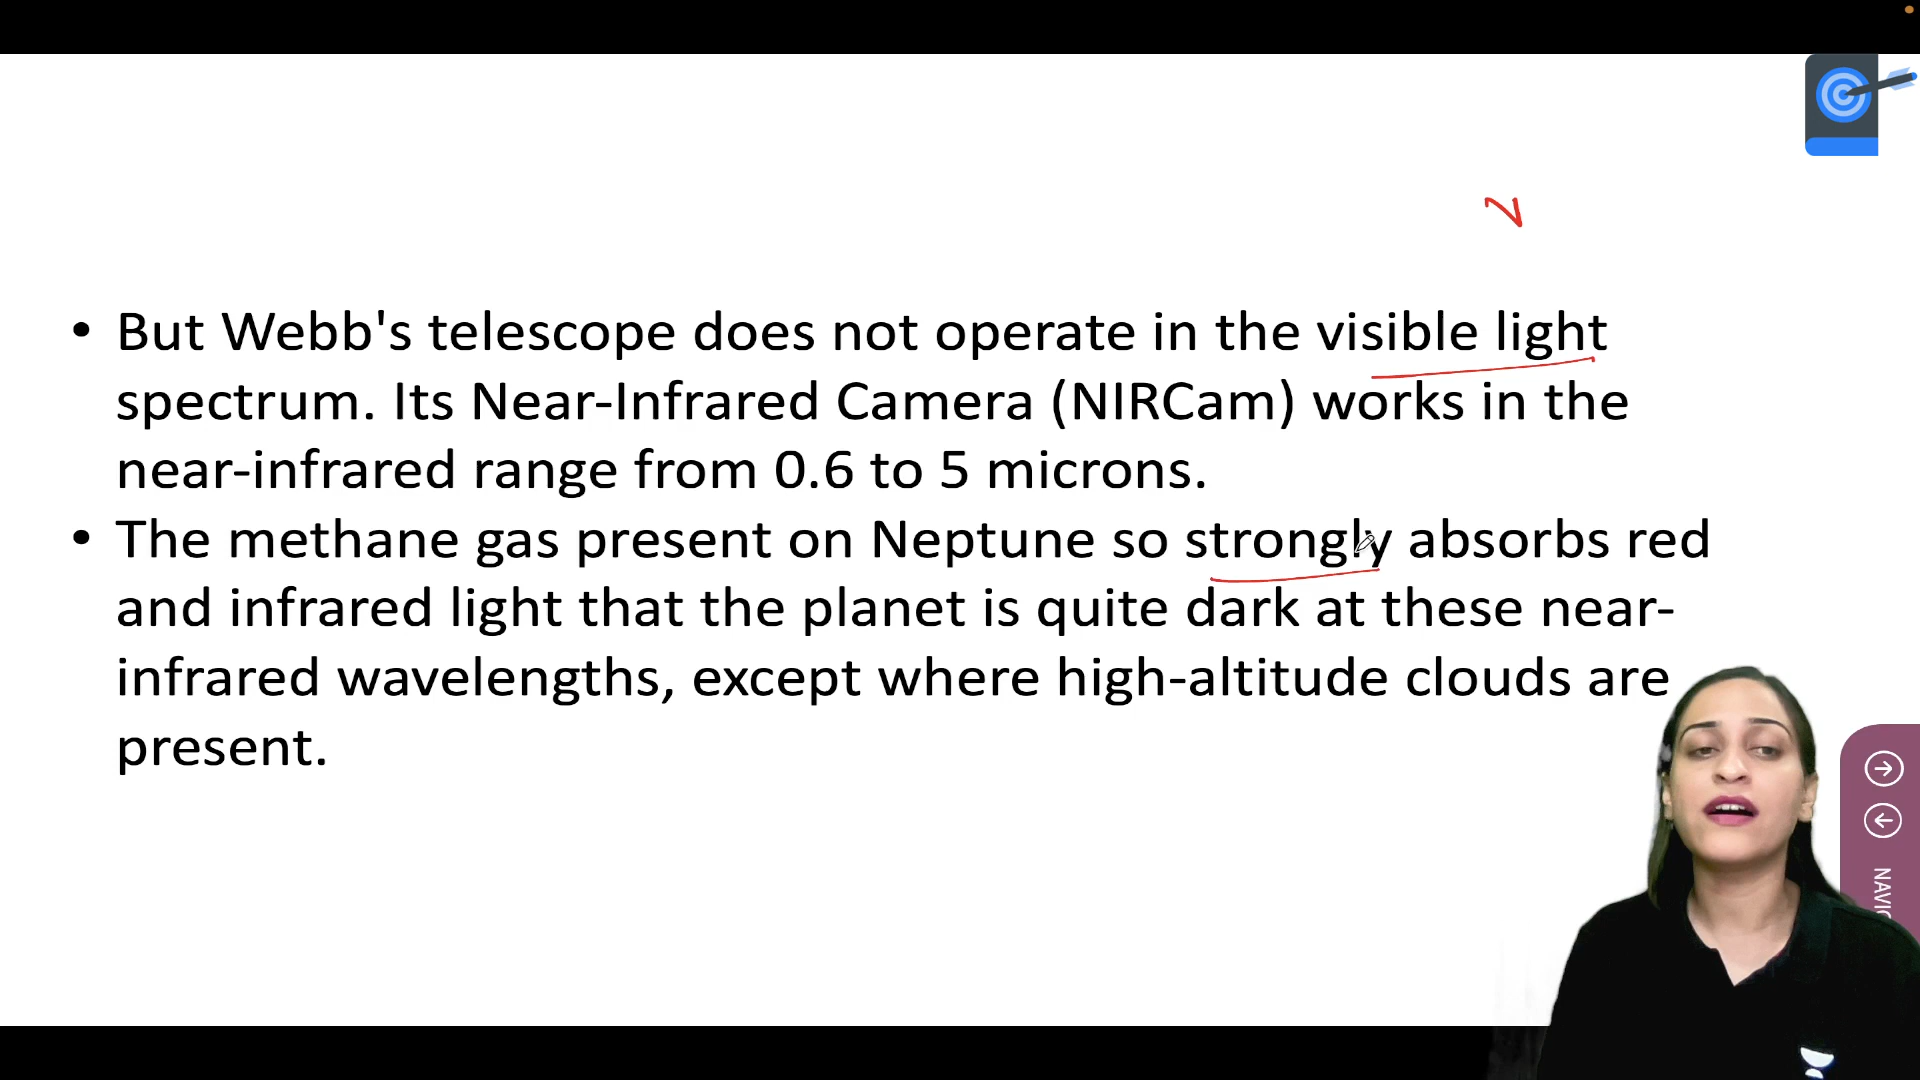 • But Webb's telescope does not operate in the visible light
spectrum. Its Near-Infrared Camera (NIRCam) works in the
near-infrared range from 0.6 to 5 microns.
• The methane gas present on Neptune so strongly absorbs red
and infrared light that the planet is quite dark at these near-
infrared wavelengths, except where high-altitude clouds are
present.